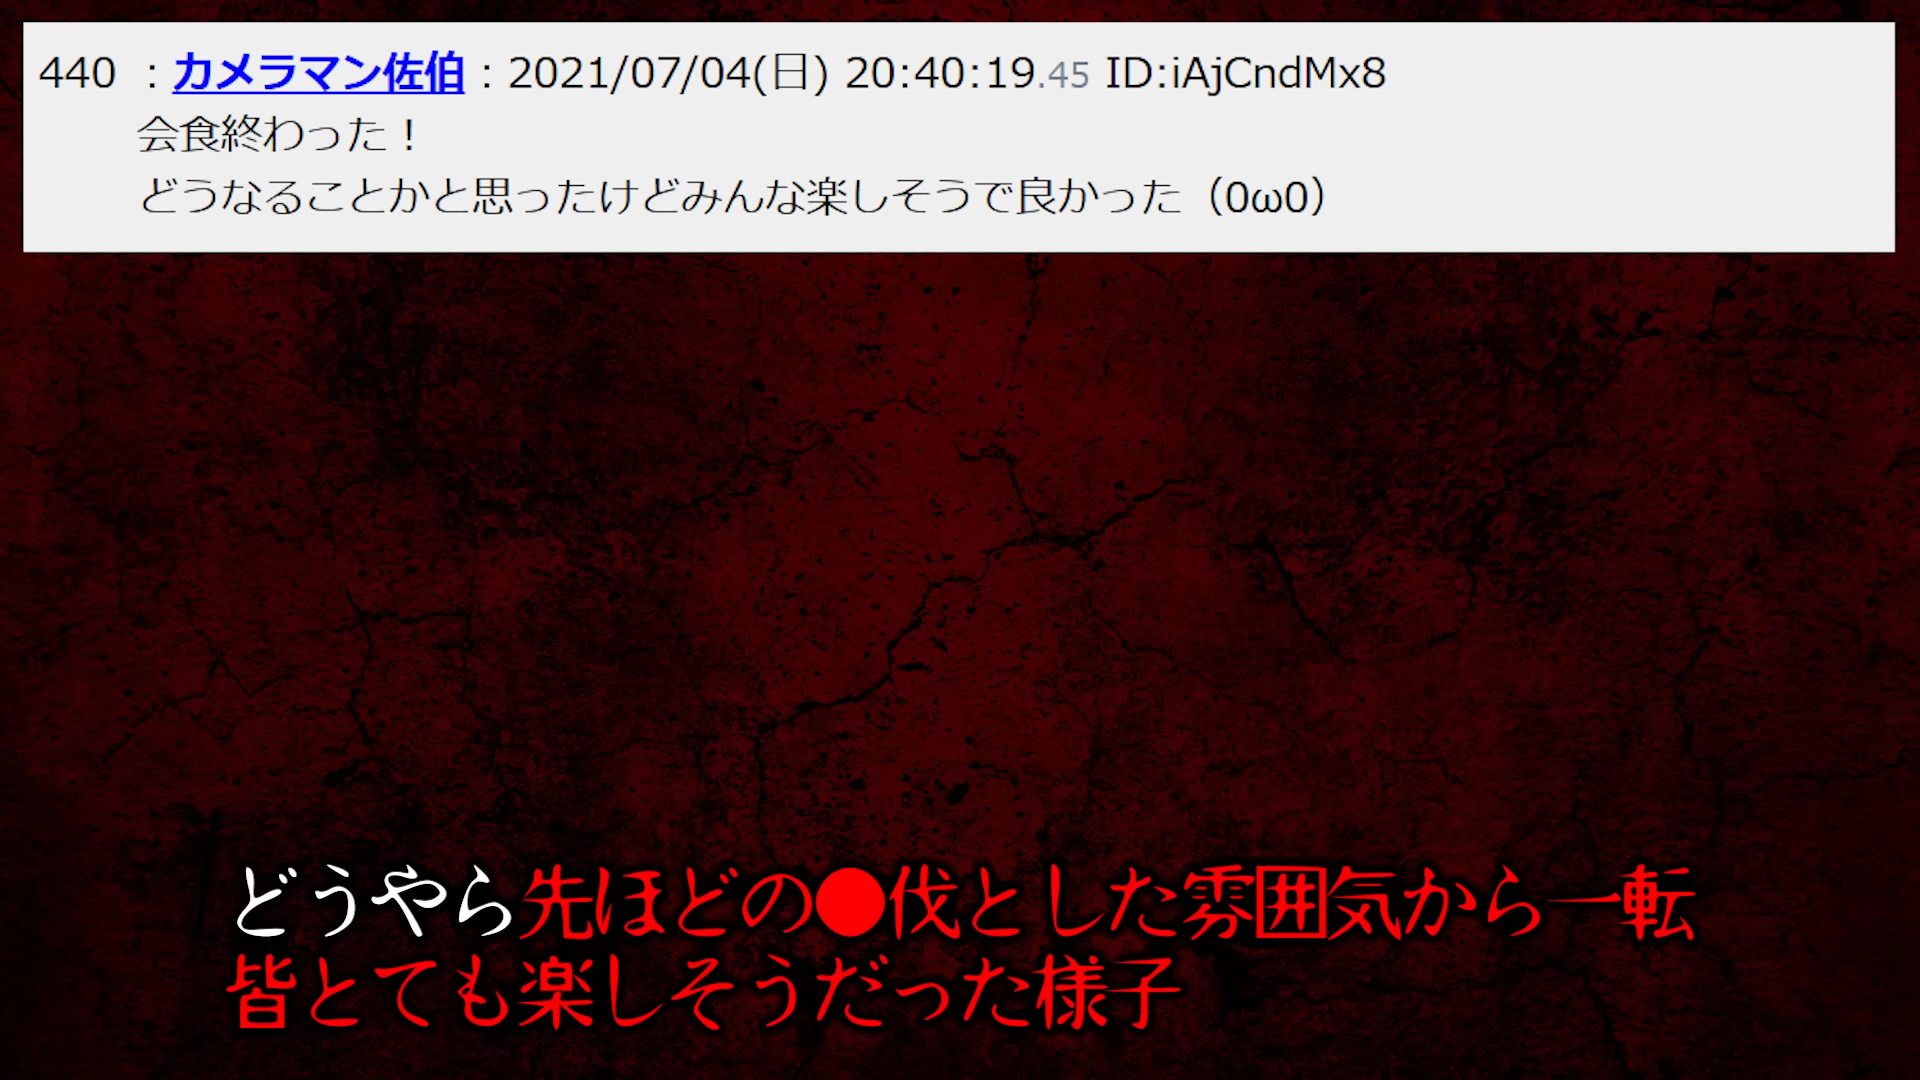 440 ：カメラマン佐伯：2021/07/04(日) 20:40:19.45 ID:iAjCndMx8
会食終わった！
どうなることかと思ったけどみんな楽しそうで良かった（0ω0）
どうやら先ほどの●伐とした雰囲気から一転
皆とても楽しそうだった様子